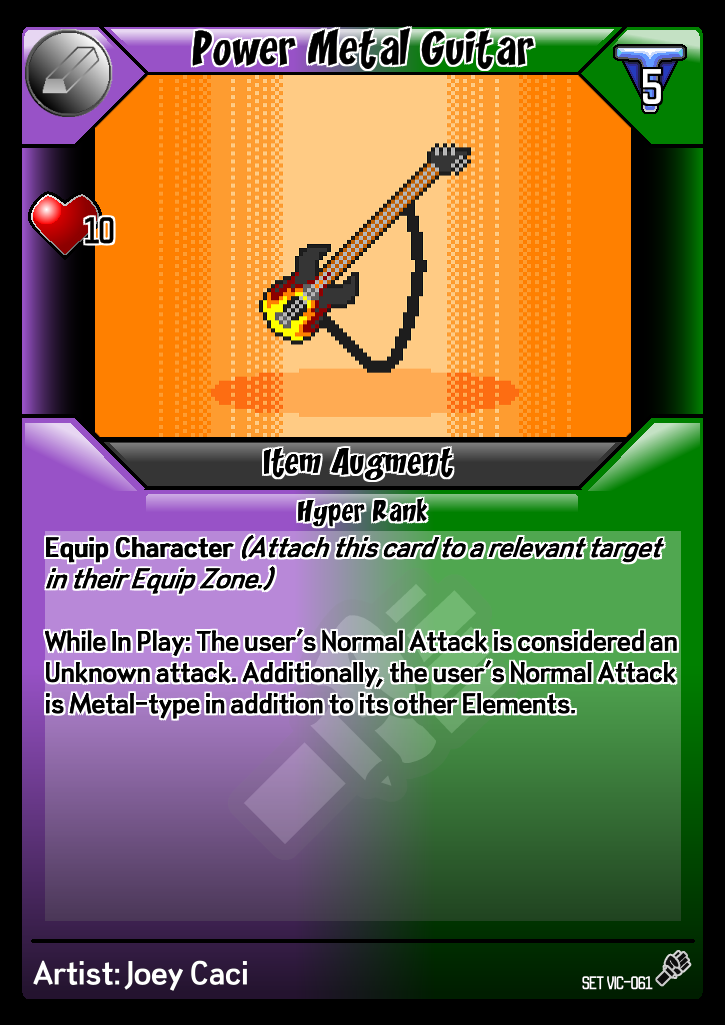 Power Metal Guitar
5
10
Item Augment
Hyper Rank
Equip Character (Attach this card to a relevant target
in their Equip Zone.)
While In Play: The user's Normal Attack is considered an
Unknown attack. Additionally, the user's Normal Attack
is Metal-type in addition to its other Elements.
Artist: Joey Caci
SET VIC-061